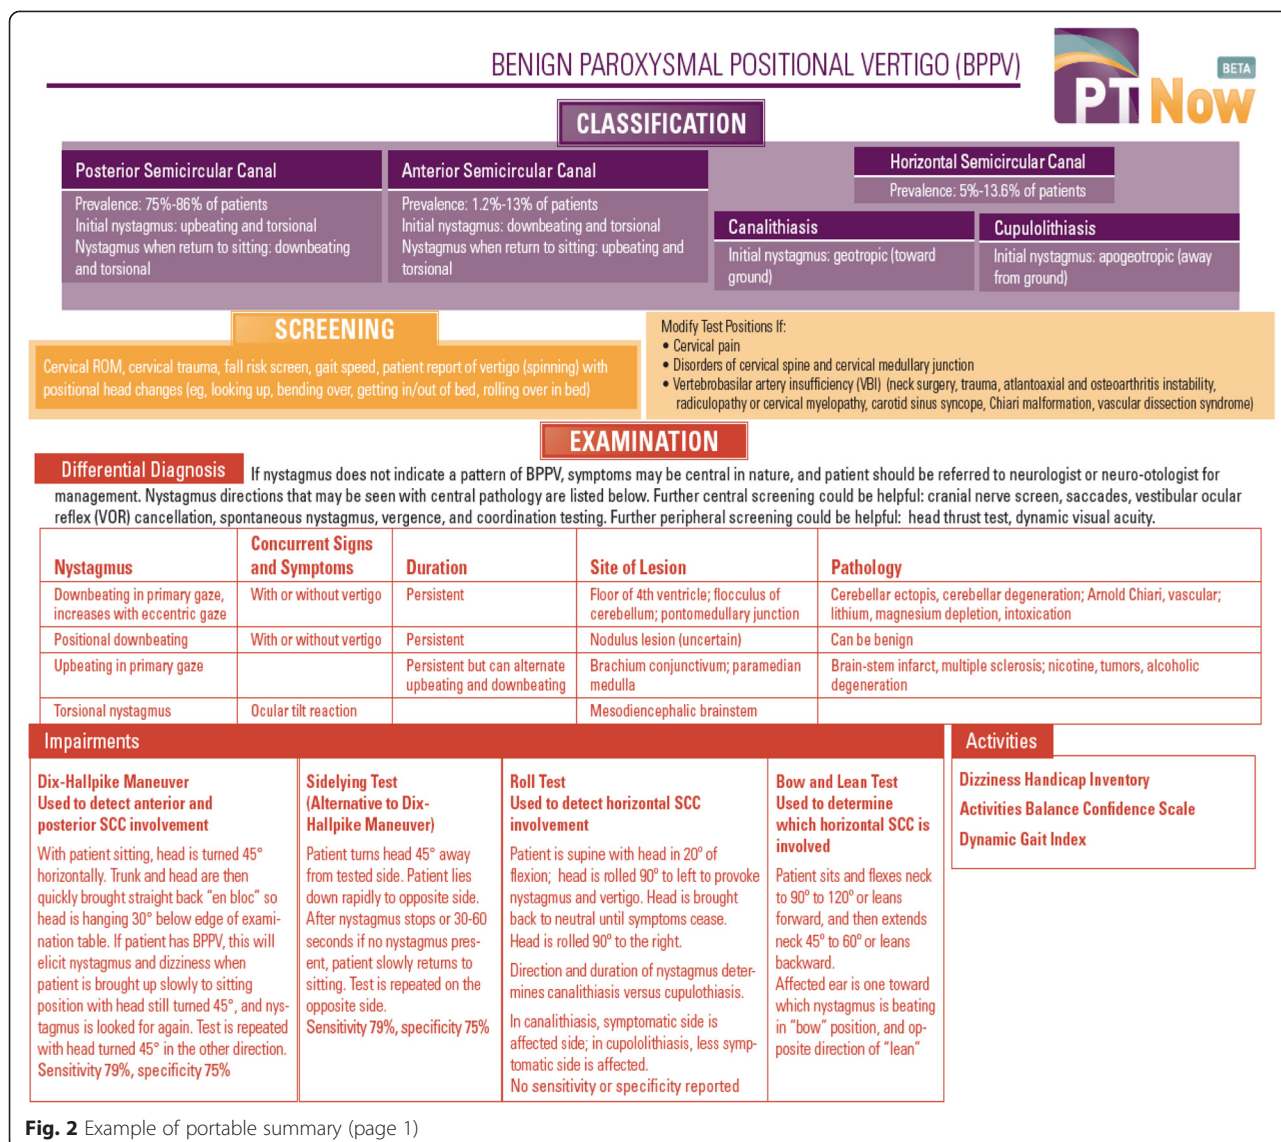 BENIGN PAROXYSMAL POSITIONAL VERTIGO (BPPV)
PT Now
BETA
CLASSIFICATION
Posterior Semicircular Canal
Prevalence: 75%-86% of patients
Initial nystagmus: upbeating and torsional
Nystagmus when return to sitting: downbeating
and torsional
Anterior Semicircular Canal
Prevalence: 1.2%-13% of patients
Initial nystagmus: downbeating and torsional
Nystagmus when return to sitting: upbeating and
torsional
Horizontal Semicircular Canal
Prevalence: 5%-13.6% of patients
Canalithiasis
Initial nystagmus: geotropic (toward
ground)
Cupulolithiasis
Initial nystagmus: apogeotropic (away
from ground)
SCREENING
Cervical ROM, cervical trauma, fall risk screen, gait speed, patient report of vertigo (spinning) with
positional head changes (eg, looking up, bending over, getting in/out of bed, rolling over in bed)
Modify Test Positions If:
• Cervical pain
• Disorders of cervical spine and cervical medullary junction
• Vertebrobasilar artery insufficiency (VBI) (neck surgery, trauma, atlantoaxial and osteoarthritis instability,
radiculopathy or cervical myelopathy, carotid sinus syncope, Chiari malformation, vascular dissection syndrome)
EXAMINATION
Differential Diagnosis If nystagmus does not indicate a pattern of BPPV, symptoms may be central in nature, and patient should be referred to neurologist or neuro-otologist for
management. Nystagmus directions that may be seen with central pathology are listed below. Further central screening could be helpful: cranial nerve screen, saccades, vestibular ocular
reflex (VOR) cancellation, spontaneous nystagmus, vergence, and coordination testing. Further peripheral screening could be helpful: head thrust test, dynamic visual acuity.
Nystagmus
Concurrent Signs
and Symptoms
Duration
Site of Lesion
Pathology
Downbeating in primary gaze,
increases with eccentric gaze
With or without vertigo
Persistent
Floor of 4th ventricle; flocculus of
cerebellum; pontomedullary junction
Cerebellar ectopis, cerebellar degeneration; Arnold Chiari, vascular;
lithium, magnesium depletion, intoxication
Positional downbeating
With or without vertigo
Persistent
Nodulus lesion (uncertain)
Can be benign
Upbeating in primary gaze
Persistent but can alternate
upbeating and downbeating
Brachium conjunctivum; paramedian
medulla
Brain-stem infarct, multiple sclerosis; nicotine, tumors, alcoholic
degeneration
Torsional nystagmus
Ocular tilt reaction
Mesodiencephalic brainstem
Impairments
Dix-Hallpike Maneuver
Used to detect anterior and
posterior SCC involvement
With patient sitting, head is turned 45°
horizontally. Trunk and head are then
quickly brought straight back “en bloc” so
head is hanging 30° below edge of exami-
nation table. If patient has BPPV, this will
elicit nystagmus and dizziness when
patient is brought up slowly to sitting
position with head still turned 45°, and nys-
tagmus is looked for again. Test is repeated
with head turned 45° in the other direction.
Sensitivity 79%, specificity 75%
Sidelying Test
(Alternative to Dix-
Hallpike Maneuver)
Patient turns head 45° away
from tested side. Patient lies
down rapidly to opposite side.
After nystagmus stops or 30-60
seconds if no nystagmus pres-
ent, patient slowly returns to
sitting. Test is repeated on the
opposite side.
Sensitivity 79%, specificity 75%
Roll Test
Used to detect horizontal SCC
involvement
Patient is supine with head in 20° of
flexion; head is rolled 90° to left to provoke
nystagmus and vertigo. Head is brought
back to neutral until symptoms cease.
Head is rolled 90° to the right.
Direction and duration of nystagmus deter-
mines canalithiasis versus cupulothiasis.
In canalithiasis, symptomatic side is
affected side; in cupololithiasis, less symp-
tomatic side is affected.
No sensitivity or specificity reported
Bow and Lean Test
Used to determine
which horizontal SCC is
involved
Patient sits and flexes neck
to 90° to 120° or leans
forward, and then extends
neck 45° to 60° or leans
backward.
Affected ear is one toward
which nystagmus is beating
in “bow” position, and op-
posite direction of “lean”
Activities
Dizziness Handicap Inventory
Activities Balance Confidence Scale
Dynamic Gait Index
Fig. 2 Example of portable summary (page 1)